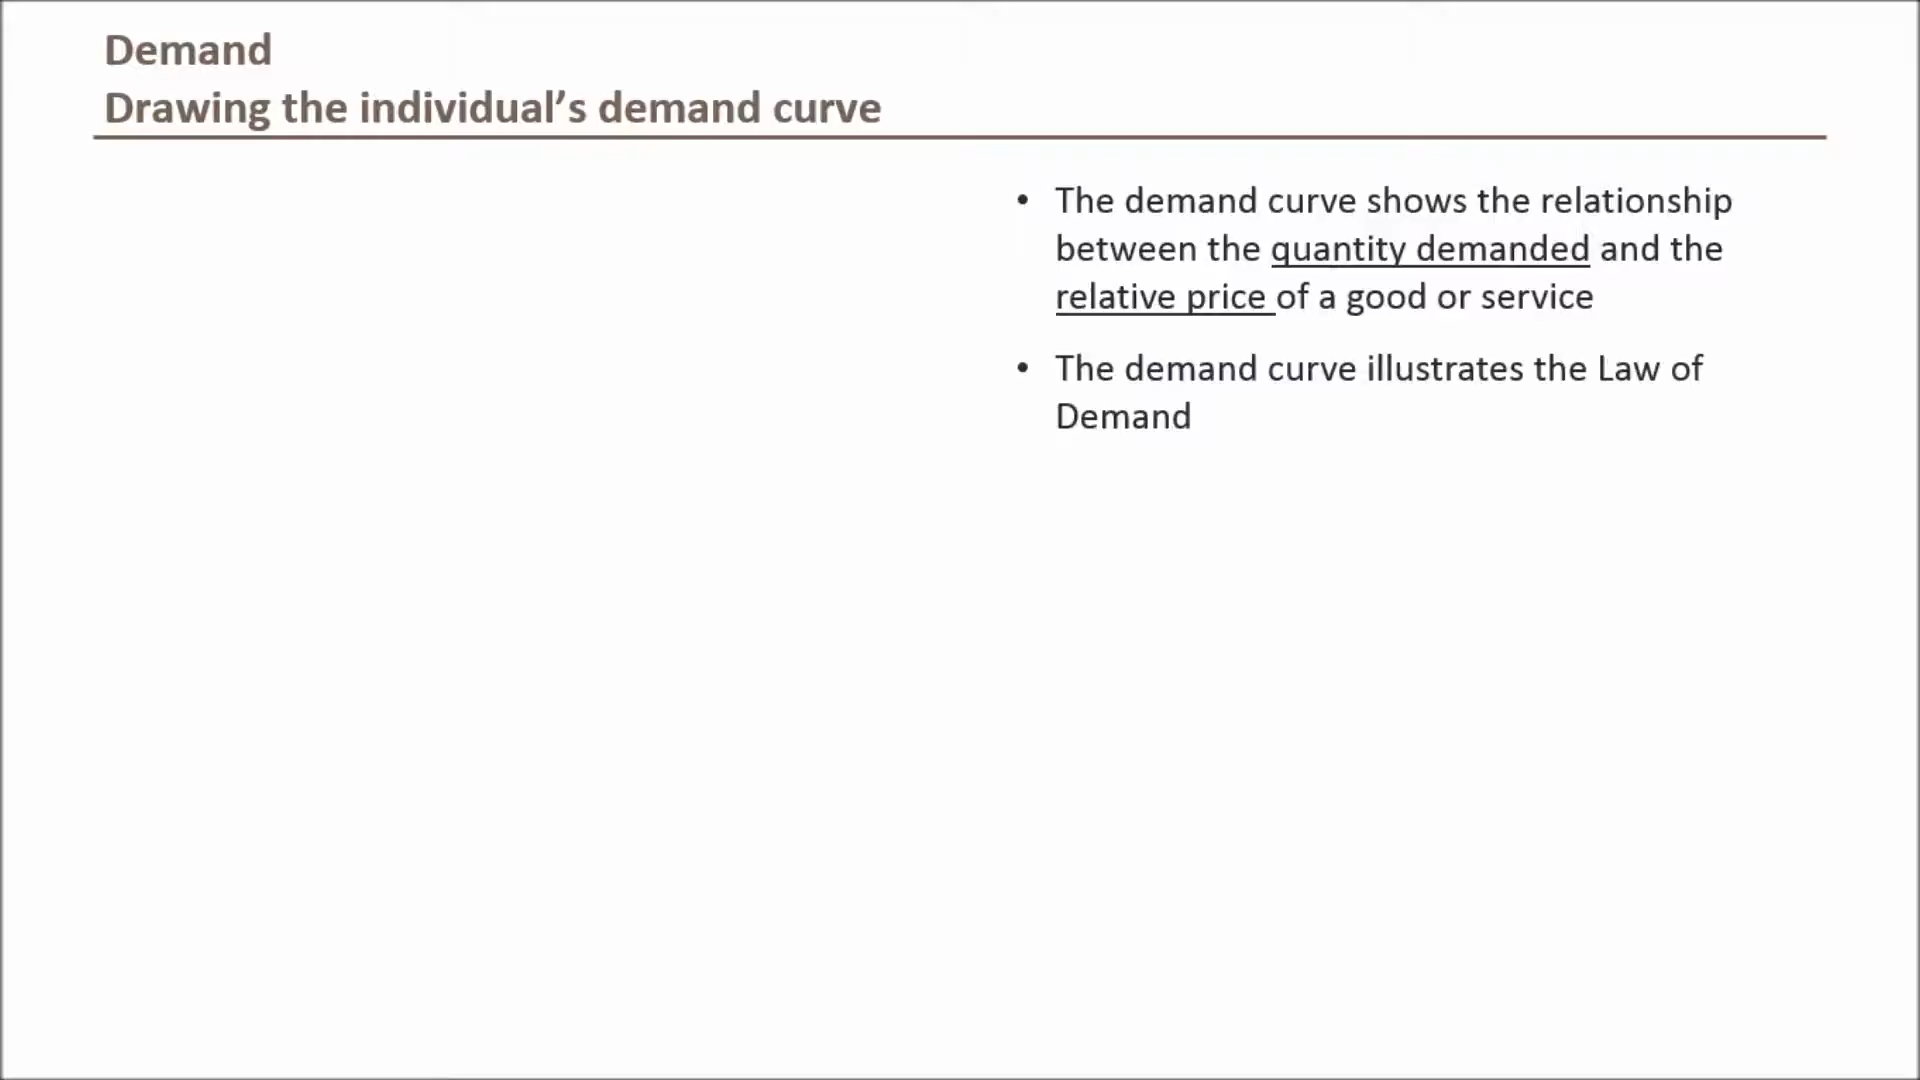 Demand
Drawing the individual’s demand curve
• The demand curve shows the relationship
between the quantity demanded and the
relative price of a good or service
• The demand curve illustrates the Law of
Demand